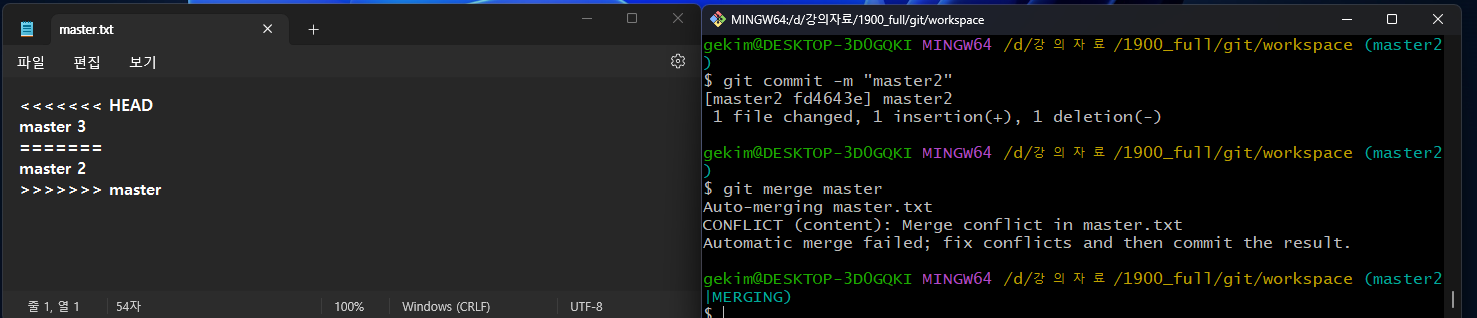 master.txt
파일 편집 보기
<<<<<<< HEAD
master 3
=======
master 2
>>>>>>> master
줄 1, 열 1 54자 100% Windows (CRLF) UTF-8
MINGW64:/d/강의자료/1900_full/git/workspace
gekim@DESKTOP-3D0GQKI MINGW64 /d/강의자료/1900_full/git/workspace (master2
)
$ git commit -m "master2"
[master2 fd4643e] master2
1 file changed, 1 insertion(+), 1 deletion(-)
gekim@DESKTOP-3D0GQKI MINGW64 /d/강의자료/1900_full/git/workspace (master2
)
$ git merge master
Auto-merging master.txt
CONFLICT (content): Merge conflict in master.txt
Automatic merge failed; fix conflicts and then commit the result.
gekim@DESKTOP-3D0GQKI MINGW64 /d/강의자료/1900_full/git/workspace (master2
|MERGING)
$